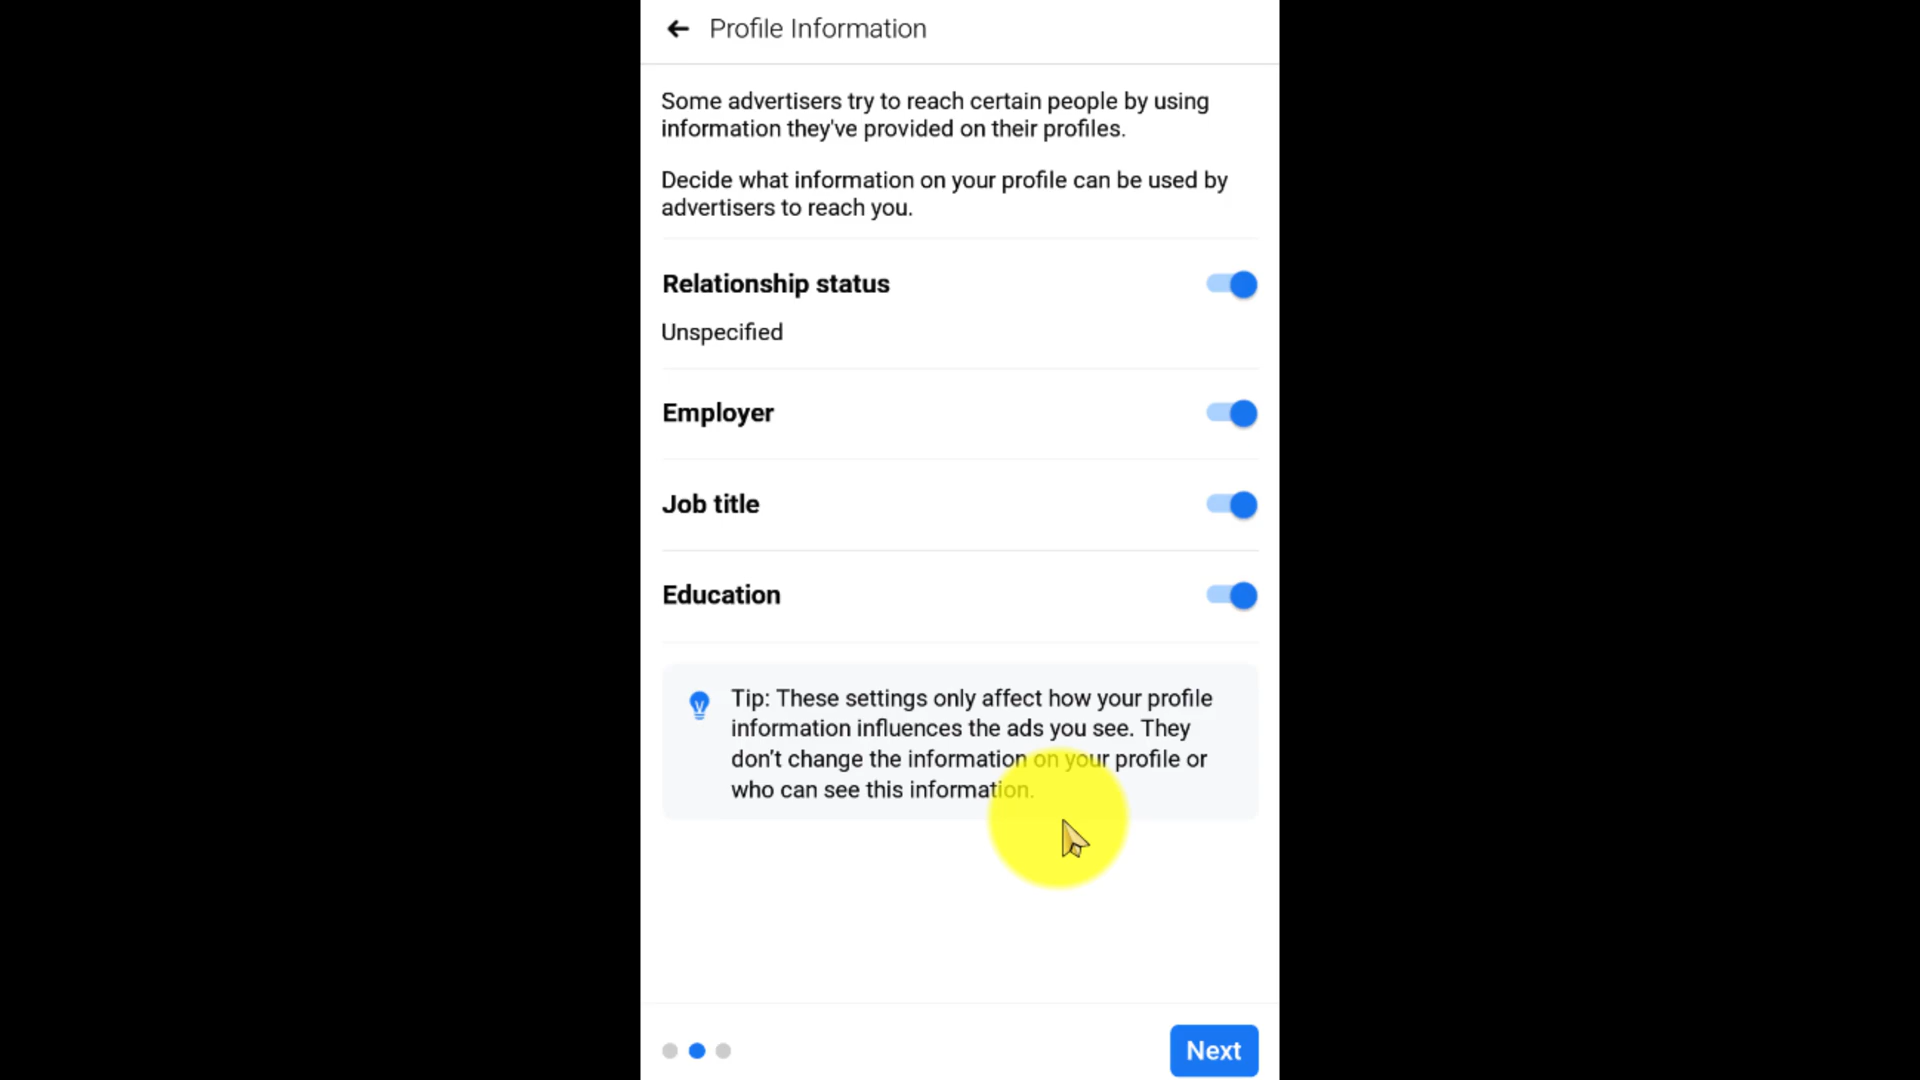 Profile Information
Some advertisers try to reach certain people by using
information they've provided on their profiles.
Decide what information on your profile can be used by
advertisers to reach you.
Relationship status
Unspecified
Employer
Job title
Education
Tip: These settings only affect how your profile
information influences the ads you see. They
don’t change the information on your profile or
who can see this information.
Next